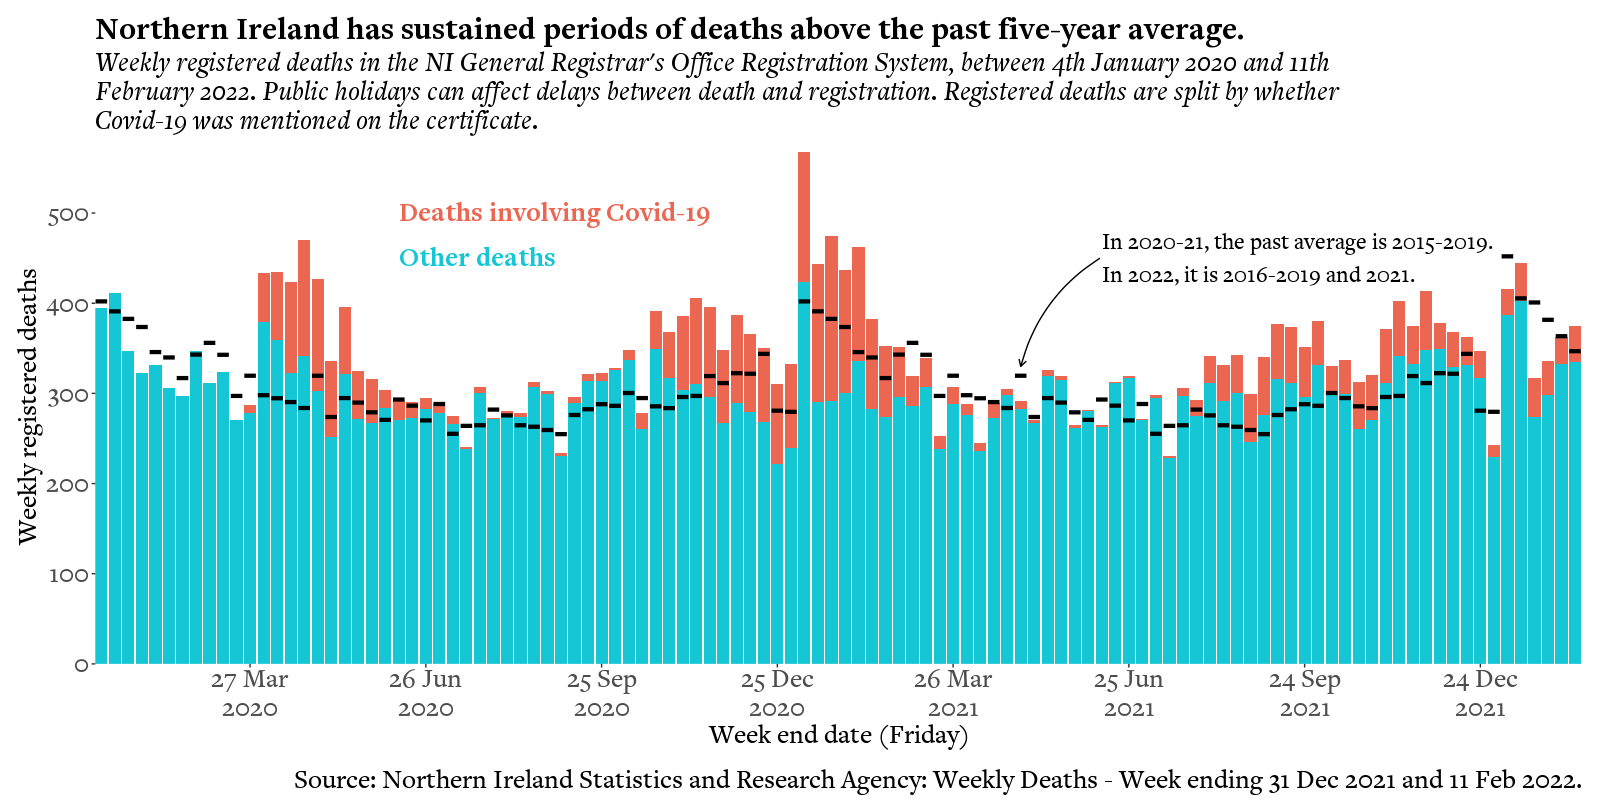 Northern Ireland has sustained periods of deaths above the past five-year average.
Weekly registered deaths in the NI General Registrar's Office Registration System, between 4th January 2020 and 11th
February 2022. Public holidays can affect delays between death and registration. Registered deaths are split by whether
Covid-19 was mentioned on the certificate.
Weekly registered deaths
500
400
300
200
100
0
Deaths involving Covid-19
Other deaths
In 2020-21, the past average is 2015-2019.
In 2022, it is 2016-2019 and 2021.
27 Mar 26 Jun 25 Sep 25 Dec 26 Mar 25 Jun 24 Sep 24 Dec
2020 2020 2020 2020 2021 2021 2021 2021
Week end date (Friday)
Source: Northern Ireland Statistics and Research Agency: Weekly Deaths - Week ending 31 Dec 2021 and 11 Feb 2022.